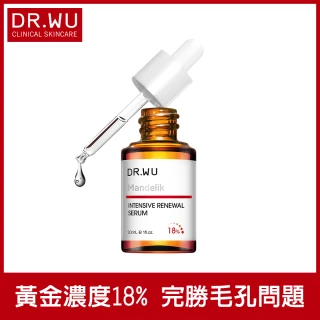 DR.WU
CLINICAL SKINCARE
DR.WU
Mandelik
INTENSIVE RENEWAL
SERUM
18%
黃金濃度18% 完勝毛孔問題